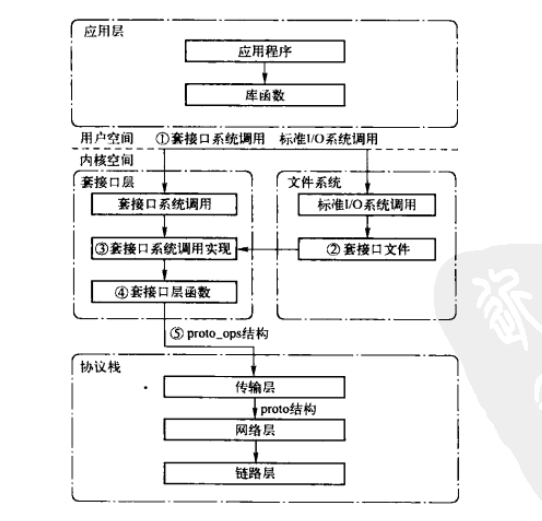 应用层
应用程序
库函数
用户空间 ①套接口系统调用 标准I/O系统调用
内核空间
套接口层
文件系统
套接口系统调用
标准I/O系统调用
③套接口系统调用实现
②套接口文件
④套接口层函数
⑤proto_ops结构
协议栈
传输层
proto结构
网络层
链路层